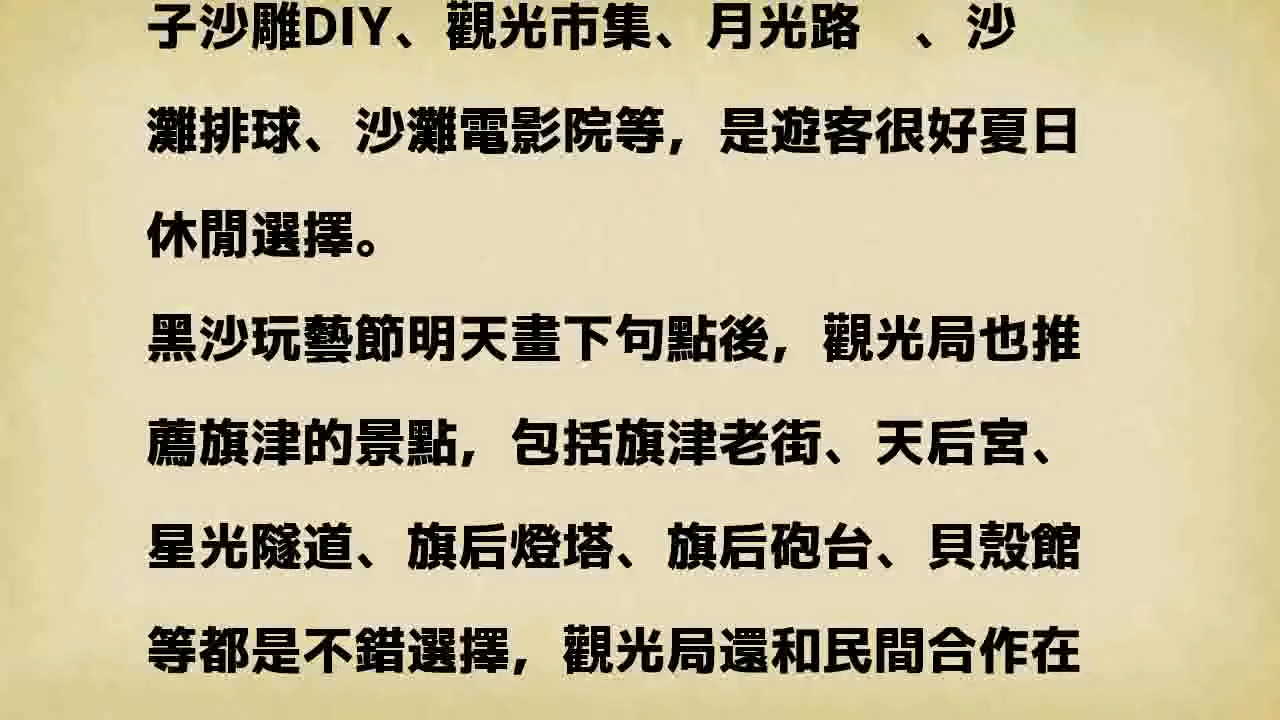 子沙雕DIY、觀光市集、月光路　、沙
灘排球、沙灘電影院等，是遊客很好夏日
休閒選擇。
黑沙玩藝節明天畫下句點後，觀光局也推
薦旗津的景點，包括旗津老街、天后宮、
星光隧道、旗后燈塔、旗后砲台、貝殼館
等都是不錯選擇，觀光局還和民間合作在